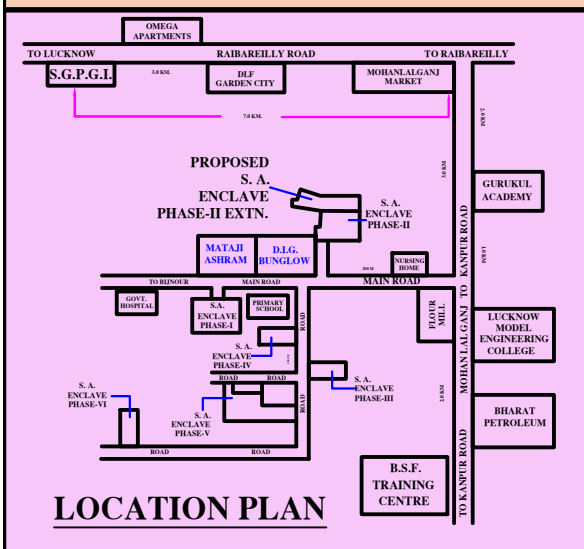 OMEGA
APARTMENTS
TO LUCKNOW RAIBAREILLY ROAD TO RAIBAREILLY
S.G.P.G.I.
3.0 KM.
DLF
GARDEN CITY
MOHANLALGANJ
MARKET
7.0 KM.
2.0 KM
3.0 KM
PROPOSED
S. A.
ENCLAVE
PHASE-II EXTN.
S. A.
ENCLAVE
PHASE-II
GURUKUL
ACADEMY
MATAJI
ASHRAM
D.I.G.
BUNGLOW
200 M
NURSING
HOME
1.0 KM
TO BIJNOUR MAIN ROAD MAIN ROAD
GOVT.
HOSPITAL
S.A.
ENCLAVE
PHASE-I
PRIMARY
SCHOOL
ROAD
FLOUR
MILL
MOHAN LAL GANJ TO KANPUR ROAD
LUCKNOW
MODEL
ENGINEERING
COLLEGE
S. A.
ENCLAVE
PHASE-IV
ROAD ROAD
S. A.
ENCLAVE
PHASE-III
S. A.
ENCLAVE
PHASE-VI
S. A.
ENCLAVE
PHASE-V
ROAD
2.0 KM
BHARAT
PETROLEUM
ROAD ROAD
B.S.F.
TRAINING
CENTRE
TO KANPUR ROAD
LOCATION PLAN